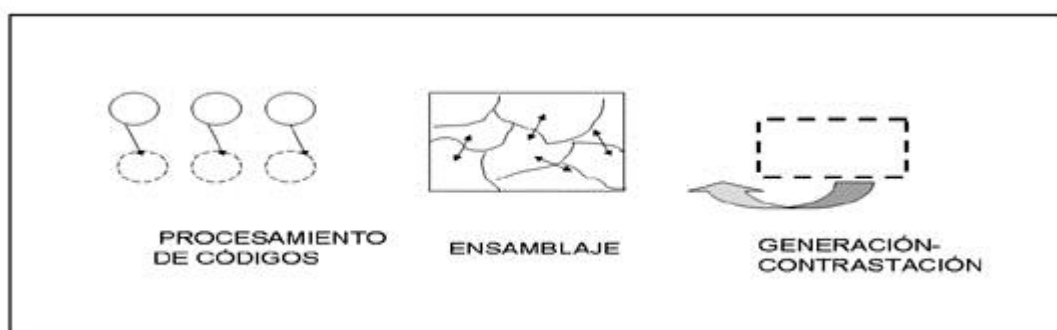 PROCESAMIENTO
DE CÓDIGOS
ENSAMBLAJE
GENERACIÓN-
CONTRASTACIÓN